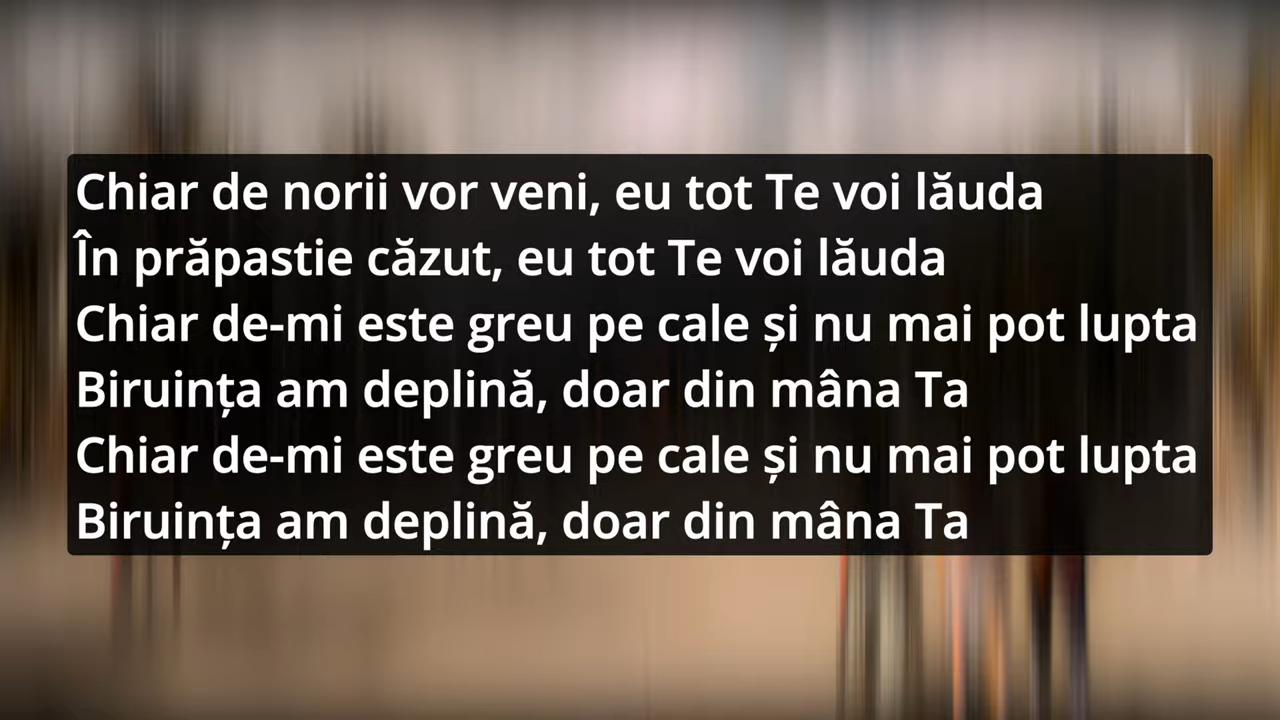 Chiar de norii vor veni, eu tot Te voi lăuda
În prăpastie căzut, eu tot Te voi lăuda
Chiar de-mi este greu pe cale și nu mai pot lupta
Biruința am deplină, doar din mâna Ta
Chiar de-mi este greu pe cale și nu mai pot lupta
Biruința am deplină, doar din mâna Ta